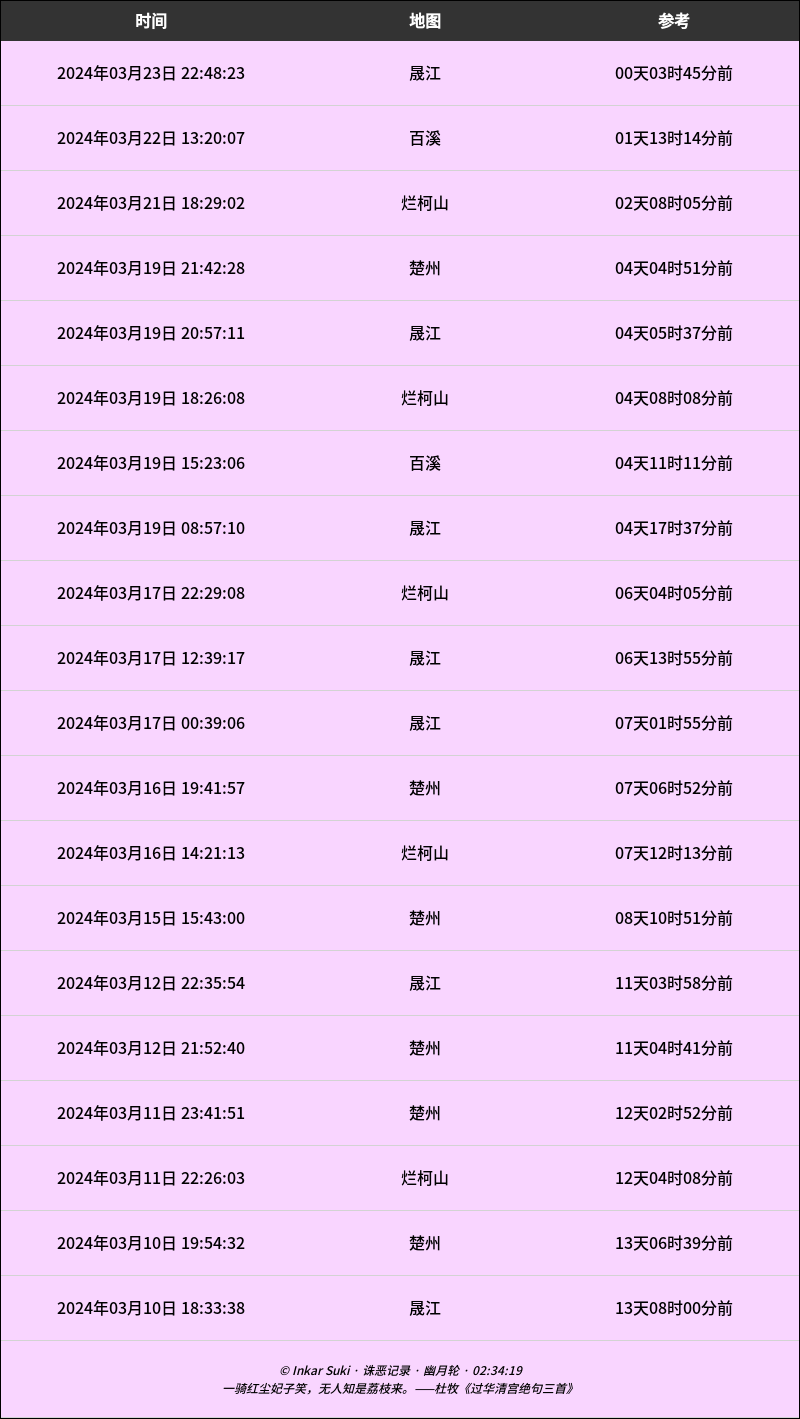 时间 地图 参考
2024年03月23日 22:48:23 晟江 00天03时45分前
2024年03月22日 13:20:07 百溪 01天13时14分前
2024年03月21日 18:29:02 烂柯山 02天08时05分前
2024年03月19日 21:42:28 楚州 04天04时51分前
2024年03月19日 20:57:11 晟江 04天05时37分前
2024年03月19日 18:26:08 烂柯山 04天08时08分前
2024年03月19日 15:23:06 百溪 04天11时11分前
2024年03月19日 08:57:10 晟江 04天17时37分前
2024年03月17日 22:29:08 烂柯山 06天04时05分前
2024年03月17日 12:39:17 晟江 06天13时55分前
2024年03月17日 00:39:06 晟江 07天01时55分前
2024年03月16日 19:41:57 楚州 07天06时52分前
2024年03月16日 14:21:13 烂柯山 07天12时13分前
2024年03月15日 15:43:00 楚州 08天10时51分前
2024年03月12日 22:35:54 晟江 11天03时58分前
2024年03月12日 21:52:40 楚州 11天04时41分前
2024年03月11日 23:41:51 楚州 12天02时52分前
2024年03月11日 22:26:03 烂柯山 12天04时08分前
2024年03月10日 19:54:32 楚州 13天06时39分前
2024年03月10日 18:33:38 晟江 13天08时00分前
© Inkar Suki · 诛恶记录 · 幽月轮 · 02:34:19
一骑红尘妃子笑，无人知是荔枝来。——杜牧《过华清宫绝句三首》